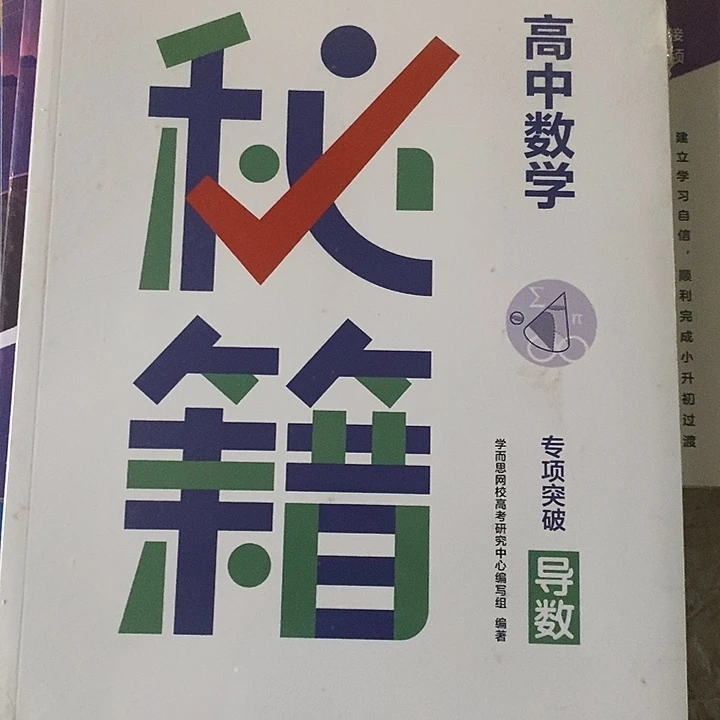 秘籍
高中数学
Σ
π
专项突破
导数
学而思网校高考研究中心编写组 编著
建立学习自信，顺利完成小升初过渡